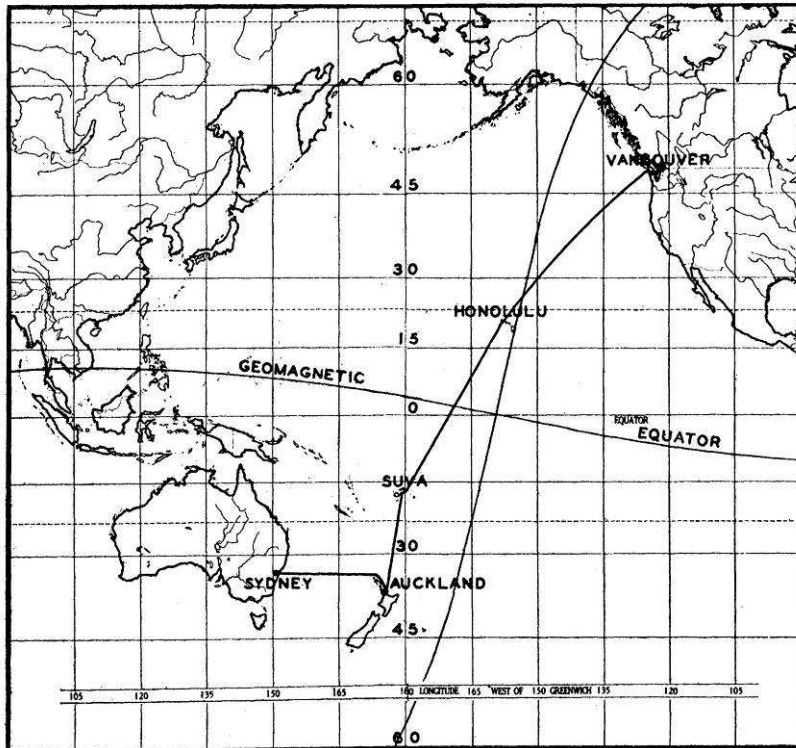 60
VANCOUVER
45
30
HONOLULU
15
GEOMAGNETIC
0
EQUATOR
EQUATOR
SUVA
30
SYDNEY
AUCKLAND
45
105 120 135 150 165 180 LONGITUDE 165 WEST OF 150 GREENWICH 135 120 105
60